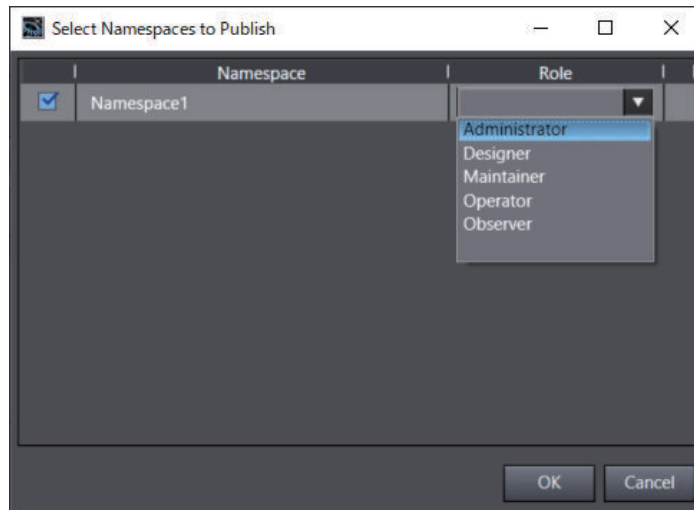 Select Namespaces to Publish
Namespace Role
Namespace1
Administrator
Designer
Maintainer
Operator
Observer
OK Cancel